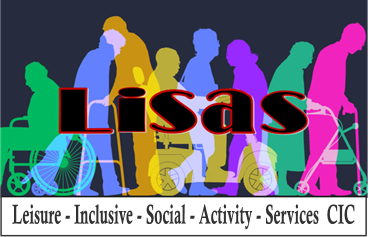 Lisas
Leisure - Inclusive - Social - Activity - Services CIC